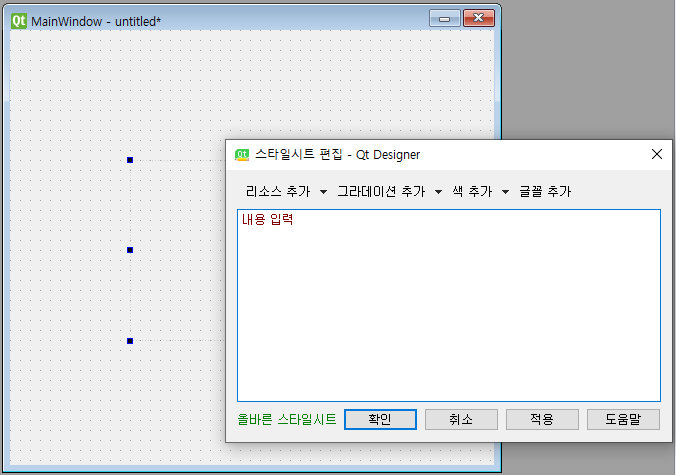 Qt MainWindow - untitled*
Qt 스타일시트 편집 - Qt Designer
리소스 추가 그라데이션 추가 색 추가 글꼴 추가
내용 입력
올바른 스타일시트 확인 취소 적용 도움말